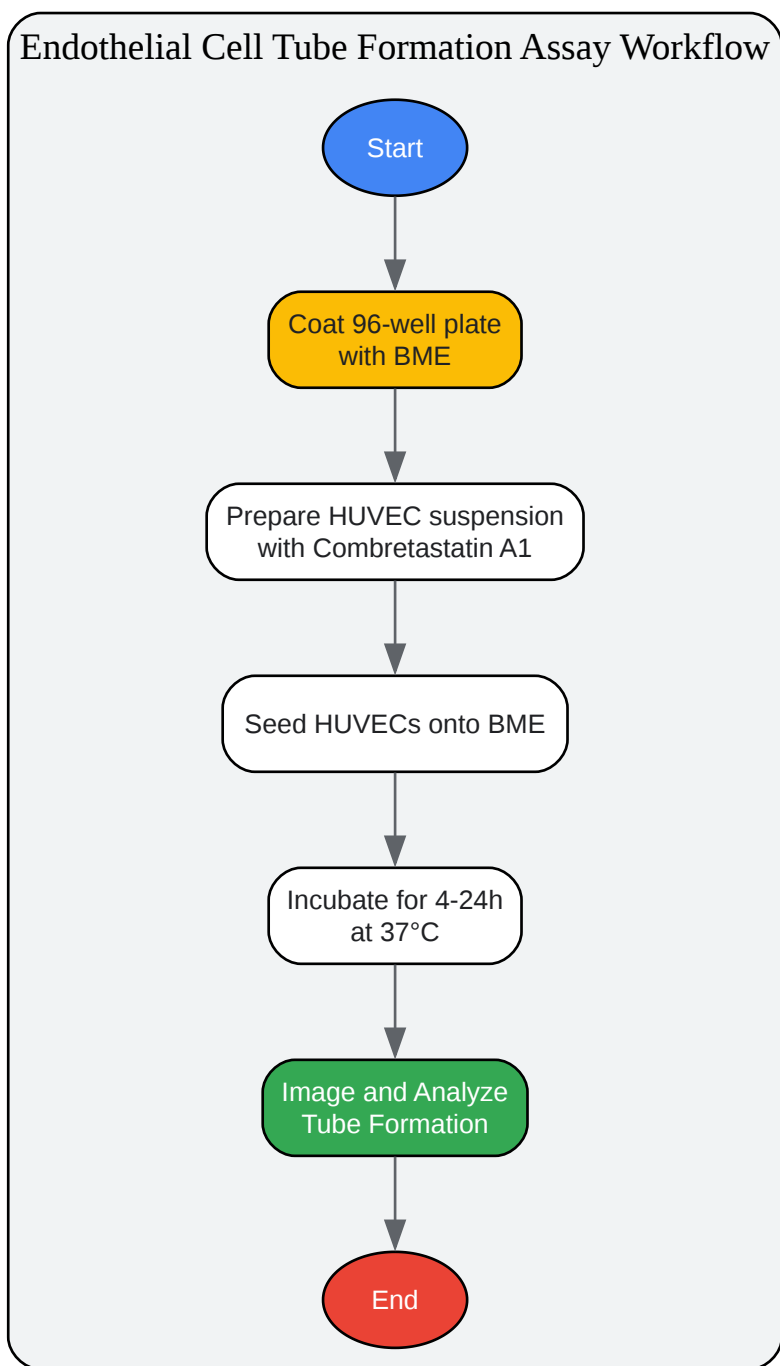 Endothelial Cell Tube Formation Assay Workflow
Start
Coat 96-well plate
with BME
Prepare HUVEC suspension
with Combretastatin A1
Seed HUVECs onto BME
Incubate for 4-24h
at 37°C
Image and Analyze
Tube Formation
End